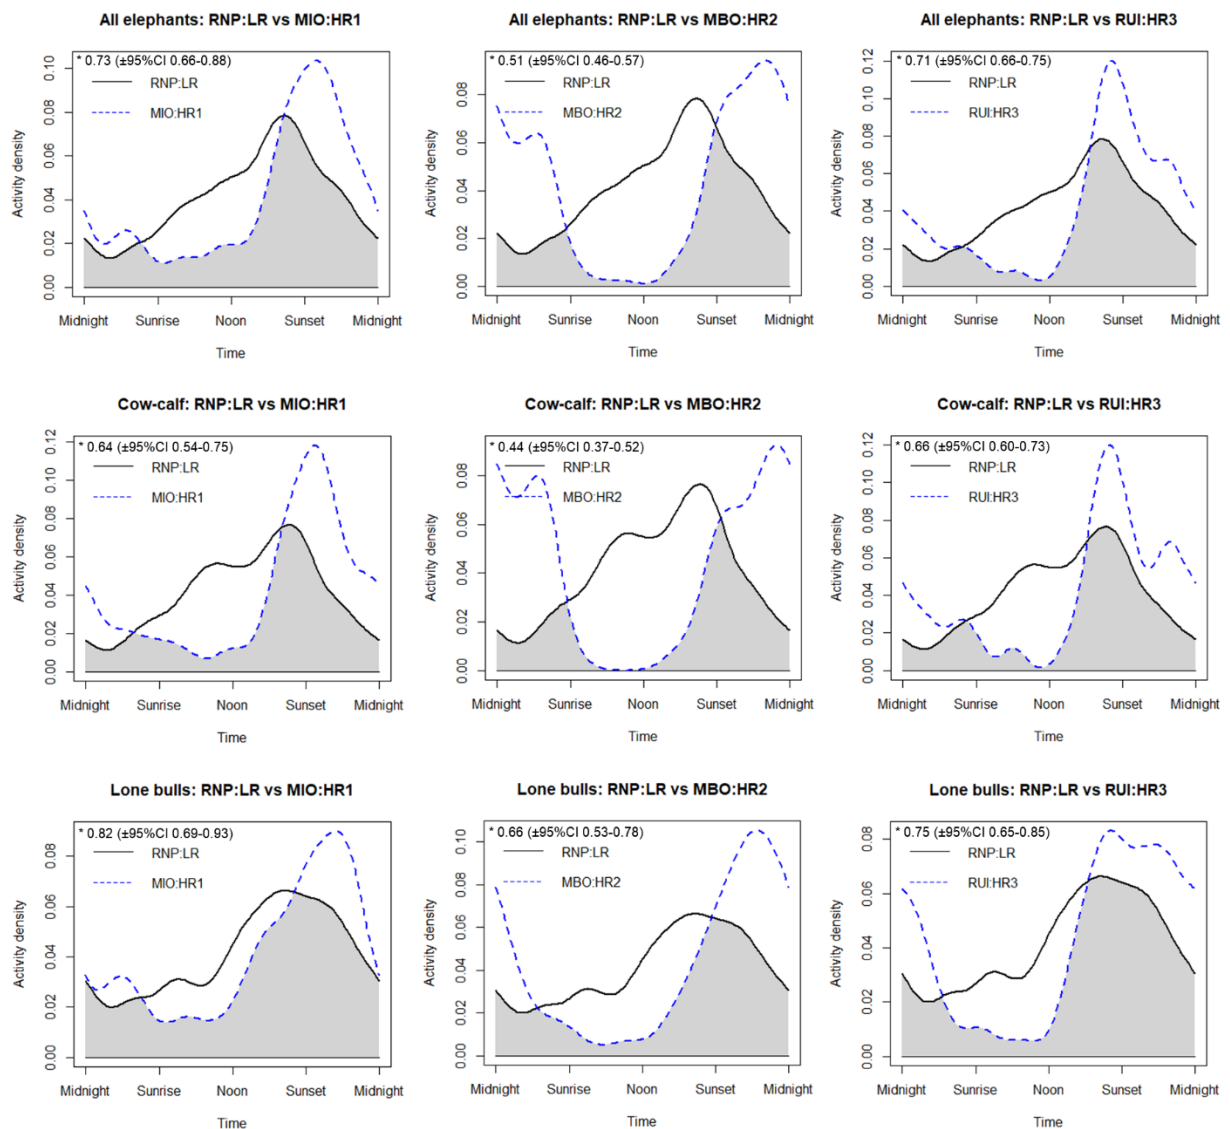 All elephants: RNP:LR vs MIO:HR1
* 0.73 (±95%CI 0.66-0.88)
RNP:LR
MIO:HR1
Activity density
0.00 0.02 0.04 0.06 0.08 0.10
Midnight Sunrise Noon Sunset Midnight
Time
All elephants: RNP:LR vs MBO:HR2
* 0.51 (±95%CI 0.46-0.57)
RNP:LR
MBO:HR2
Activity density
0.00 0.02 0.04 0.06 0.08
Midnight Sunrise Noon Sunset Midnight
Time
All elephants: RNP:LR vs RUI:HR3
* 0.71 (±95%CI 0.66-0.75)
RNP:LR
RUI:HR3
Activity density
0.00 0.02 0.04 0.06 0.08 0.10 0.12
Midnight Sunrise Noon Sunset Midnight
Time
Cow-calf: RNP:LR vs MIO:HR1
* 0.64 (±95%CI 0.54-0.75)
RNP:LR
MIO:HR1
Activity density
0.00 0.02 0.04 0.06 0.08 0.10 0.12
Midnight Sunrise Noon Sunset Midnight
Time
Cow-calf: RNP:LR vs MBO:HR2
* 0.44 (±95%CI 0.37-0.52)
RNP:LR
MBO:HR2
Activity density
0.00 0.02 0.04 0.06 0.08
Midnight Sunrise Noon Sunset Midnight
Time
Cow-calf: RNP:LR vs RUI:HR3
* 0.66 (±95%CI 0.60-0.73)
RNP:LR
RUI:HR3
Activity density
0.00 0.02 0.04 0.06 0.08 0.10 0.12
Midnight Sunrise Noon Sunset Midnight
Time
Lone bulls: RNP:LR vs MIO:HR1
* 0.82 (±95%CI 0.69-0.93)
RNP:LR
MIO:HR1
Activity density
0.00 0.02 0.04 0.06 0.08
Midnight Sunrise Noon Sunset Midnight
Time
Lone bulls: RNP:LR vs MBO:HR2
* 0.66 (±95%CI 0.53-0.78)
RNP:LR
MBO:HR2
Activity density
0.00 0.02 0.04 0.06 0.08 0.10
Midnight Sunrise Noon Sunset Midnight
Time
Lone bulls: RNP:LR vs RUI:HR3
* 0.75 (±95%CI 0.65-0.85)
RNP:LR
RUI:HR3
Activity density
0.00 0.02 0.04 0.06 0.08
Midnight Sunrise Noon Sunset Midnight
Time